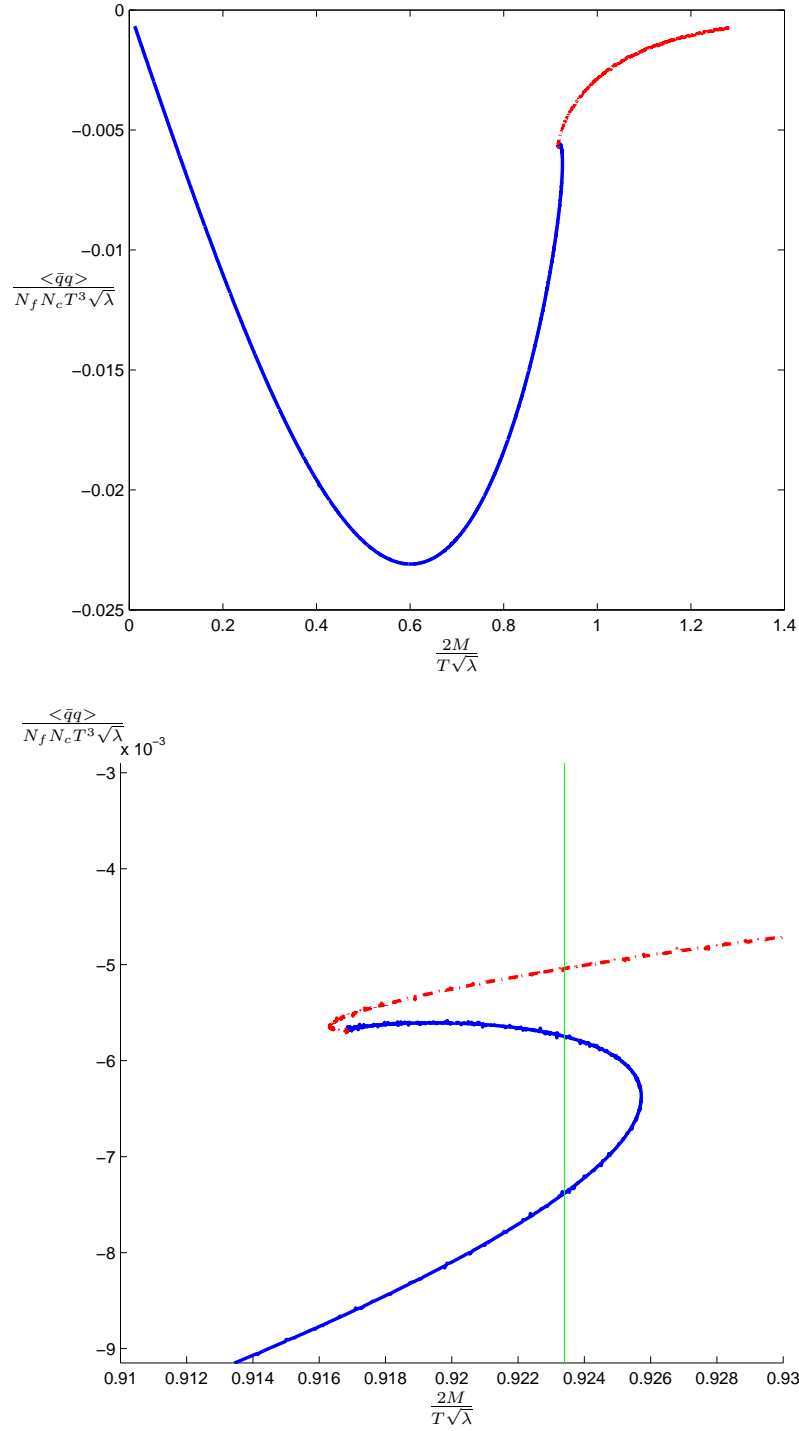 0
−0.005
−0.01
−0.015
−0.02
−0.025
<q̄q>
N_f N_c T³√λ
0 0.2 0.4 0.6 0.8 1 1.2 1.4
2M
T√λ
<q̄q>
N_f N_c T³√λ
x 10⁻³
−3
−4
−5
−6
−7
−8
−9
0.91 0.912 0.914 0.916 0.918 0.92 0.922 0.924 0.926 0.928 0.93
2M
T√λ